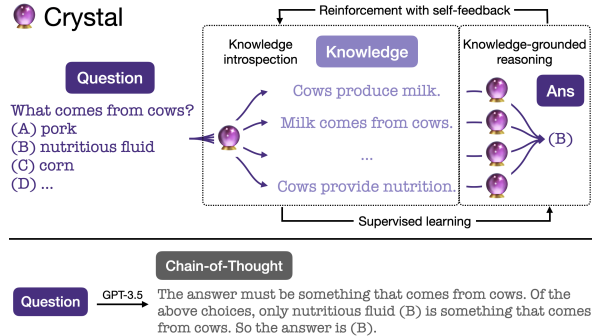 Crystal
Reinforcement with self-feedback
Knowledge
introspection
Knowledge
Knowledge-grounded
reasoning
Question
Ans
What comes from cows?
(A) pork
(B) nutritious fluid
(C) corn
(D) ...
Cows produce milk.
Milk comes from cows.
...
Cows provide nutrition.
(B)
Supervised learning
Chain-of-Thought
Question
GPT-3.5
The answer must be something that comes from cows. Of the
above choices, only nutritious fluid (B) is something that comes
from cows. So the answer is (B).